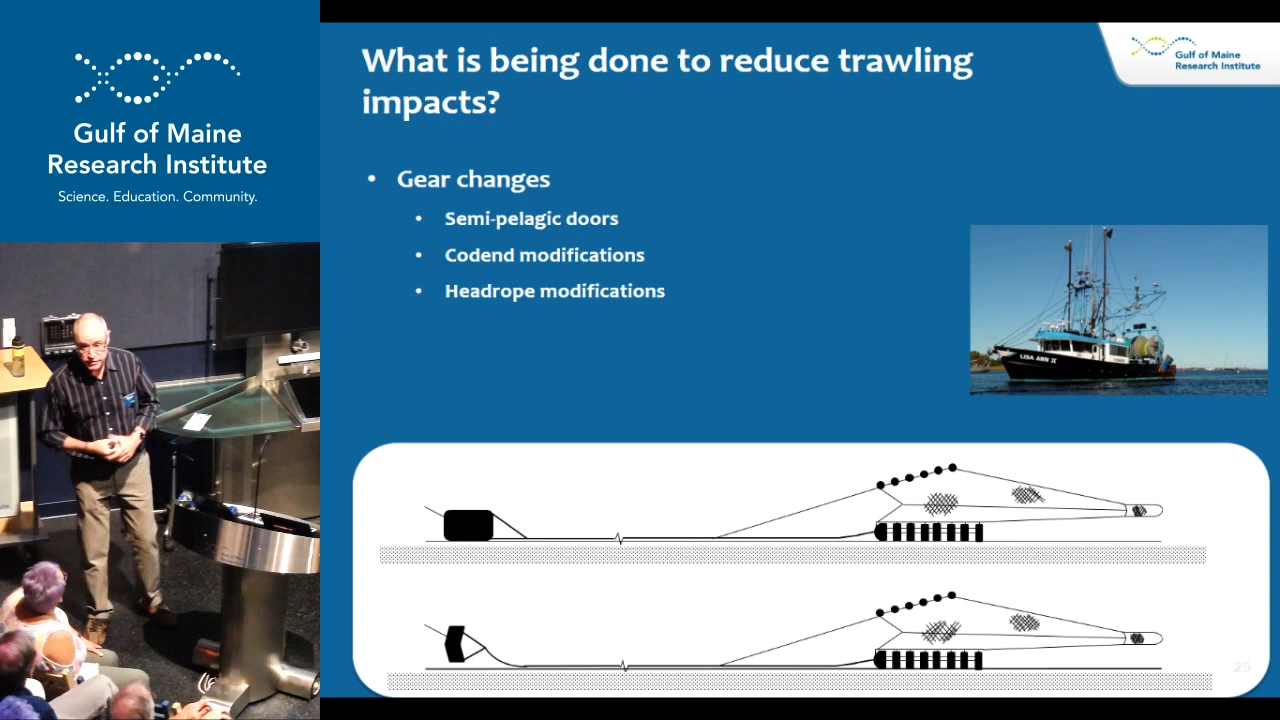 Gulf of Maine
Research Institute
Science. Education. Community.
What is being done to reduce trawling
impacts?
Gulf of Maine
Research Institute
• Gear changes
• Semi-pelagic doors
• Codend modifications
• Headrope modifications
LISA ANN II
25